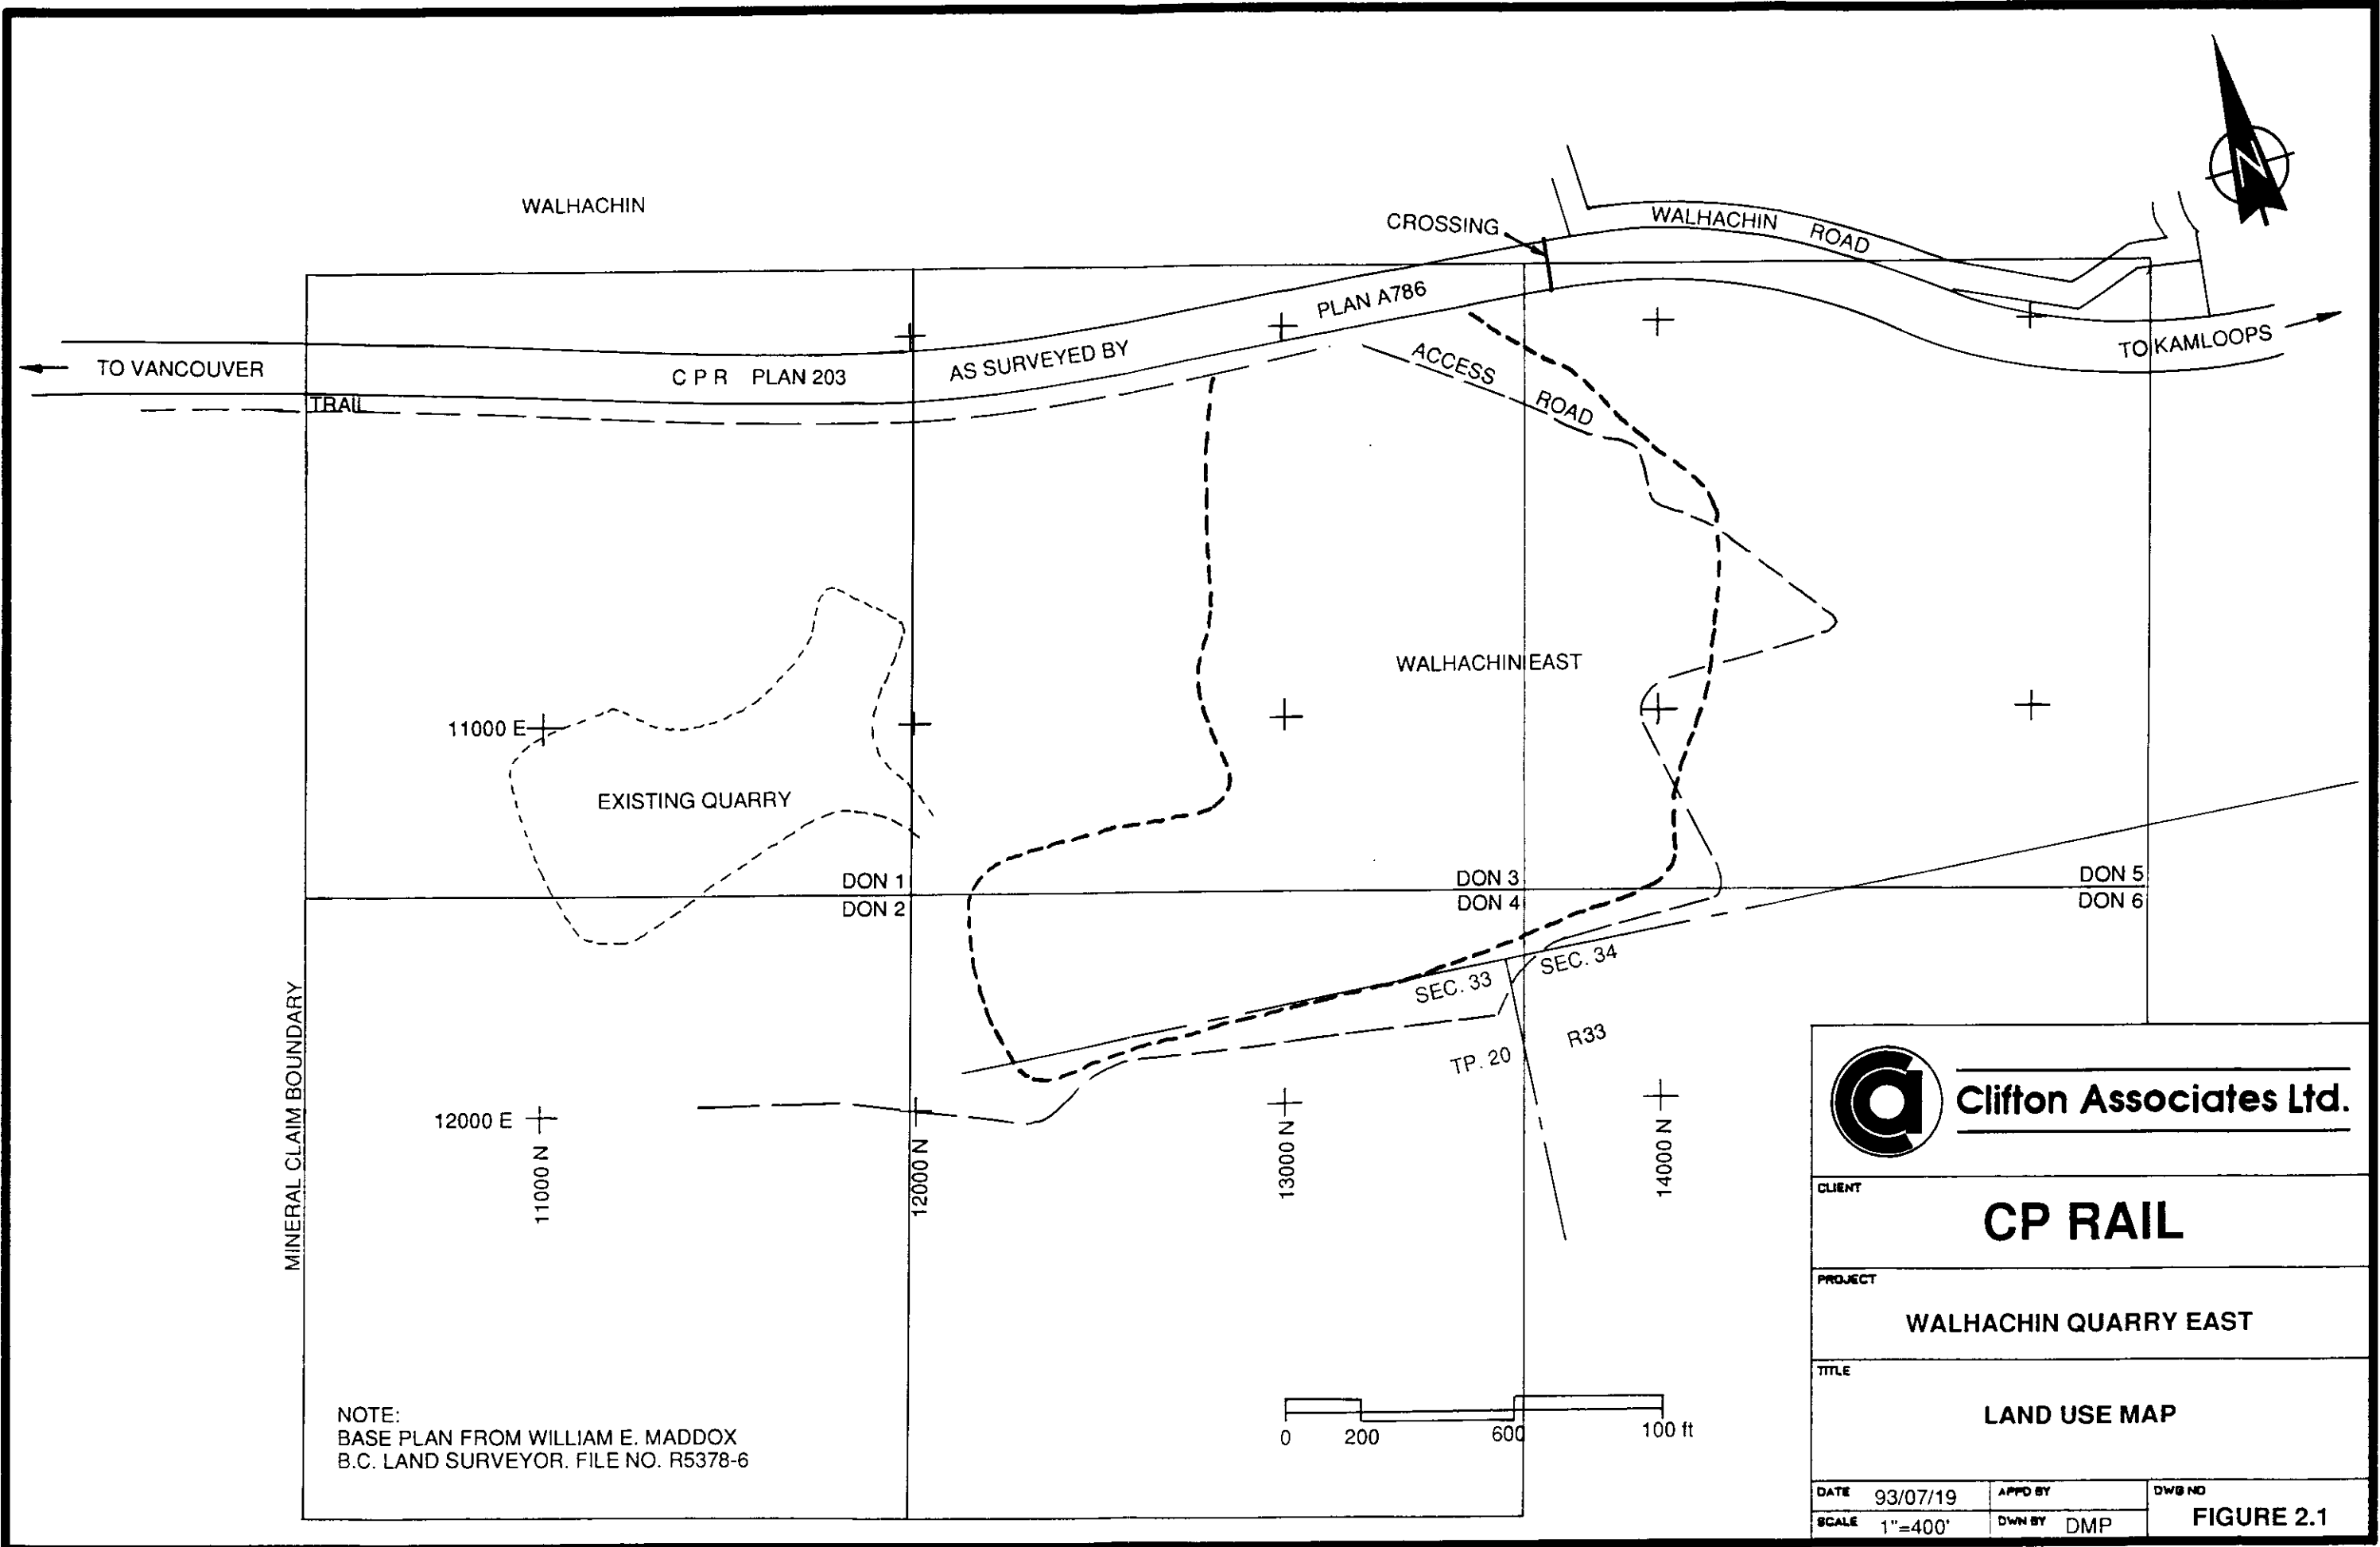 WALHACHIN
CROSSING
WALHACHIN ROAD
N
PLAN A786
AS SURVEYED BY
TO VANCOUVER
C P R PLAN 203
TO KAMLOOPS
TRAIL
ACCESS ROAD
WALHACHIN EAST
11000 E
EXISTING QUARRY
DON 1
DON 2
DON 3
DON 4
DON 5
DON 6
SEC. 33
SEC. 34
TP. 20
R33
12000 E
11000 N
12000 N
13000 N
14000 N
MINERAL CLAIM BOUNDARY
NOTE:
BASE PLAN FROM WILLIAM E. MADDOX
B.C. LAND SURVEYOR. FILE NO. R5378-6
0 200 600 100 ft
Ca Clifton Associates Ltd.
CLIENT
CP RAIL
PROJECT
WALHACHIN QUARRY EAST
TITLE
LAND USE MAP
DATE 93/07/19
APPD BY
DWG NO
FIGURE 2.1
SCALE 1"=400'
DWN BY DMP